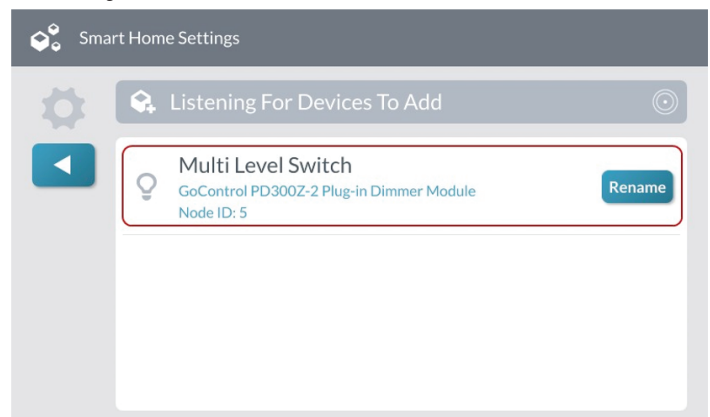 Smart Home Settings
Listening For Devices To Add
Multi Level Switch
GoControl PD300Z-2 Plug-in Dimmer Module
Node ID: 5
Rename